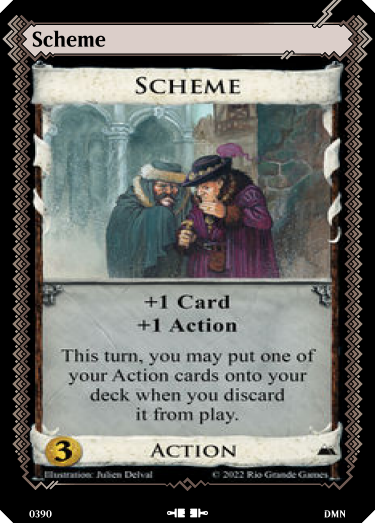 Scheme
SCHEME
+1 Card
+1 Action
This turn, you may put one of
your Action cards onto your
deck when you discard
it from play.
3
ACTION
Illustration: Julien Delval © 2022 Rio Grande Games
0390 DMN